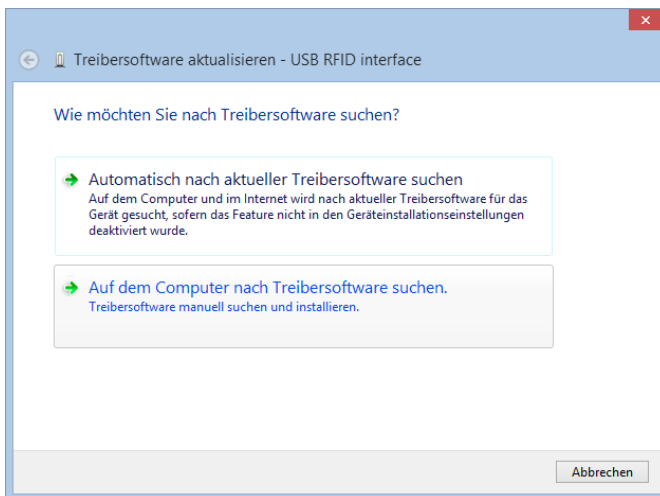 Treibersoftware aktualisieren - USB RFID interface
Wie möchten Sie nach Treibersoftware suchen?
Automatisch nach aktueller Treibersoftware suchen
Auf dem Computer und im Internet wird nach aktueller Treibersoftware für das
Gerät gesucht, sofern das Feature nicht in den Geräteinstallationseinstellungen
deaktiviert wurde.
Auf dem Computer nach Treibersoftware suchen.
Treibersoftware manuell suchen und installieren.
Abbrechen